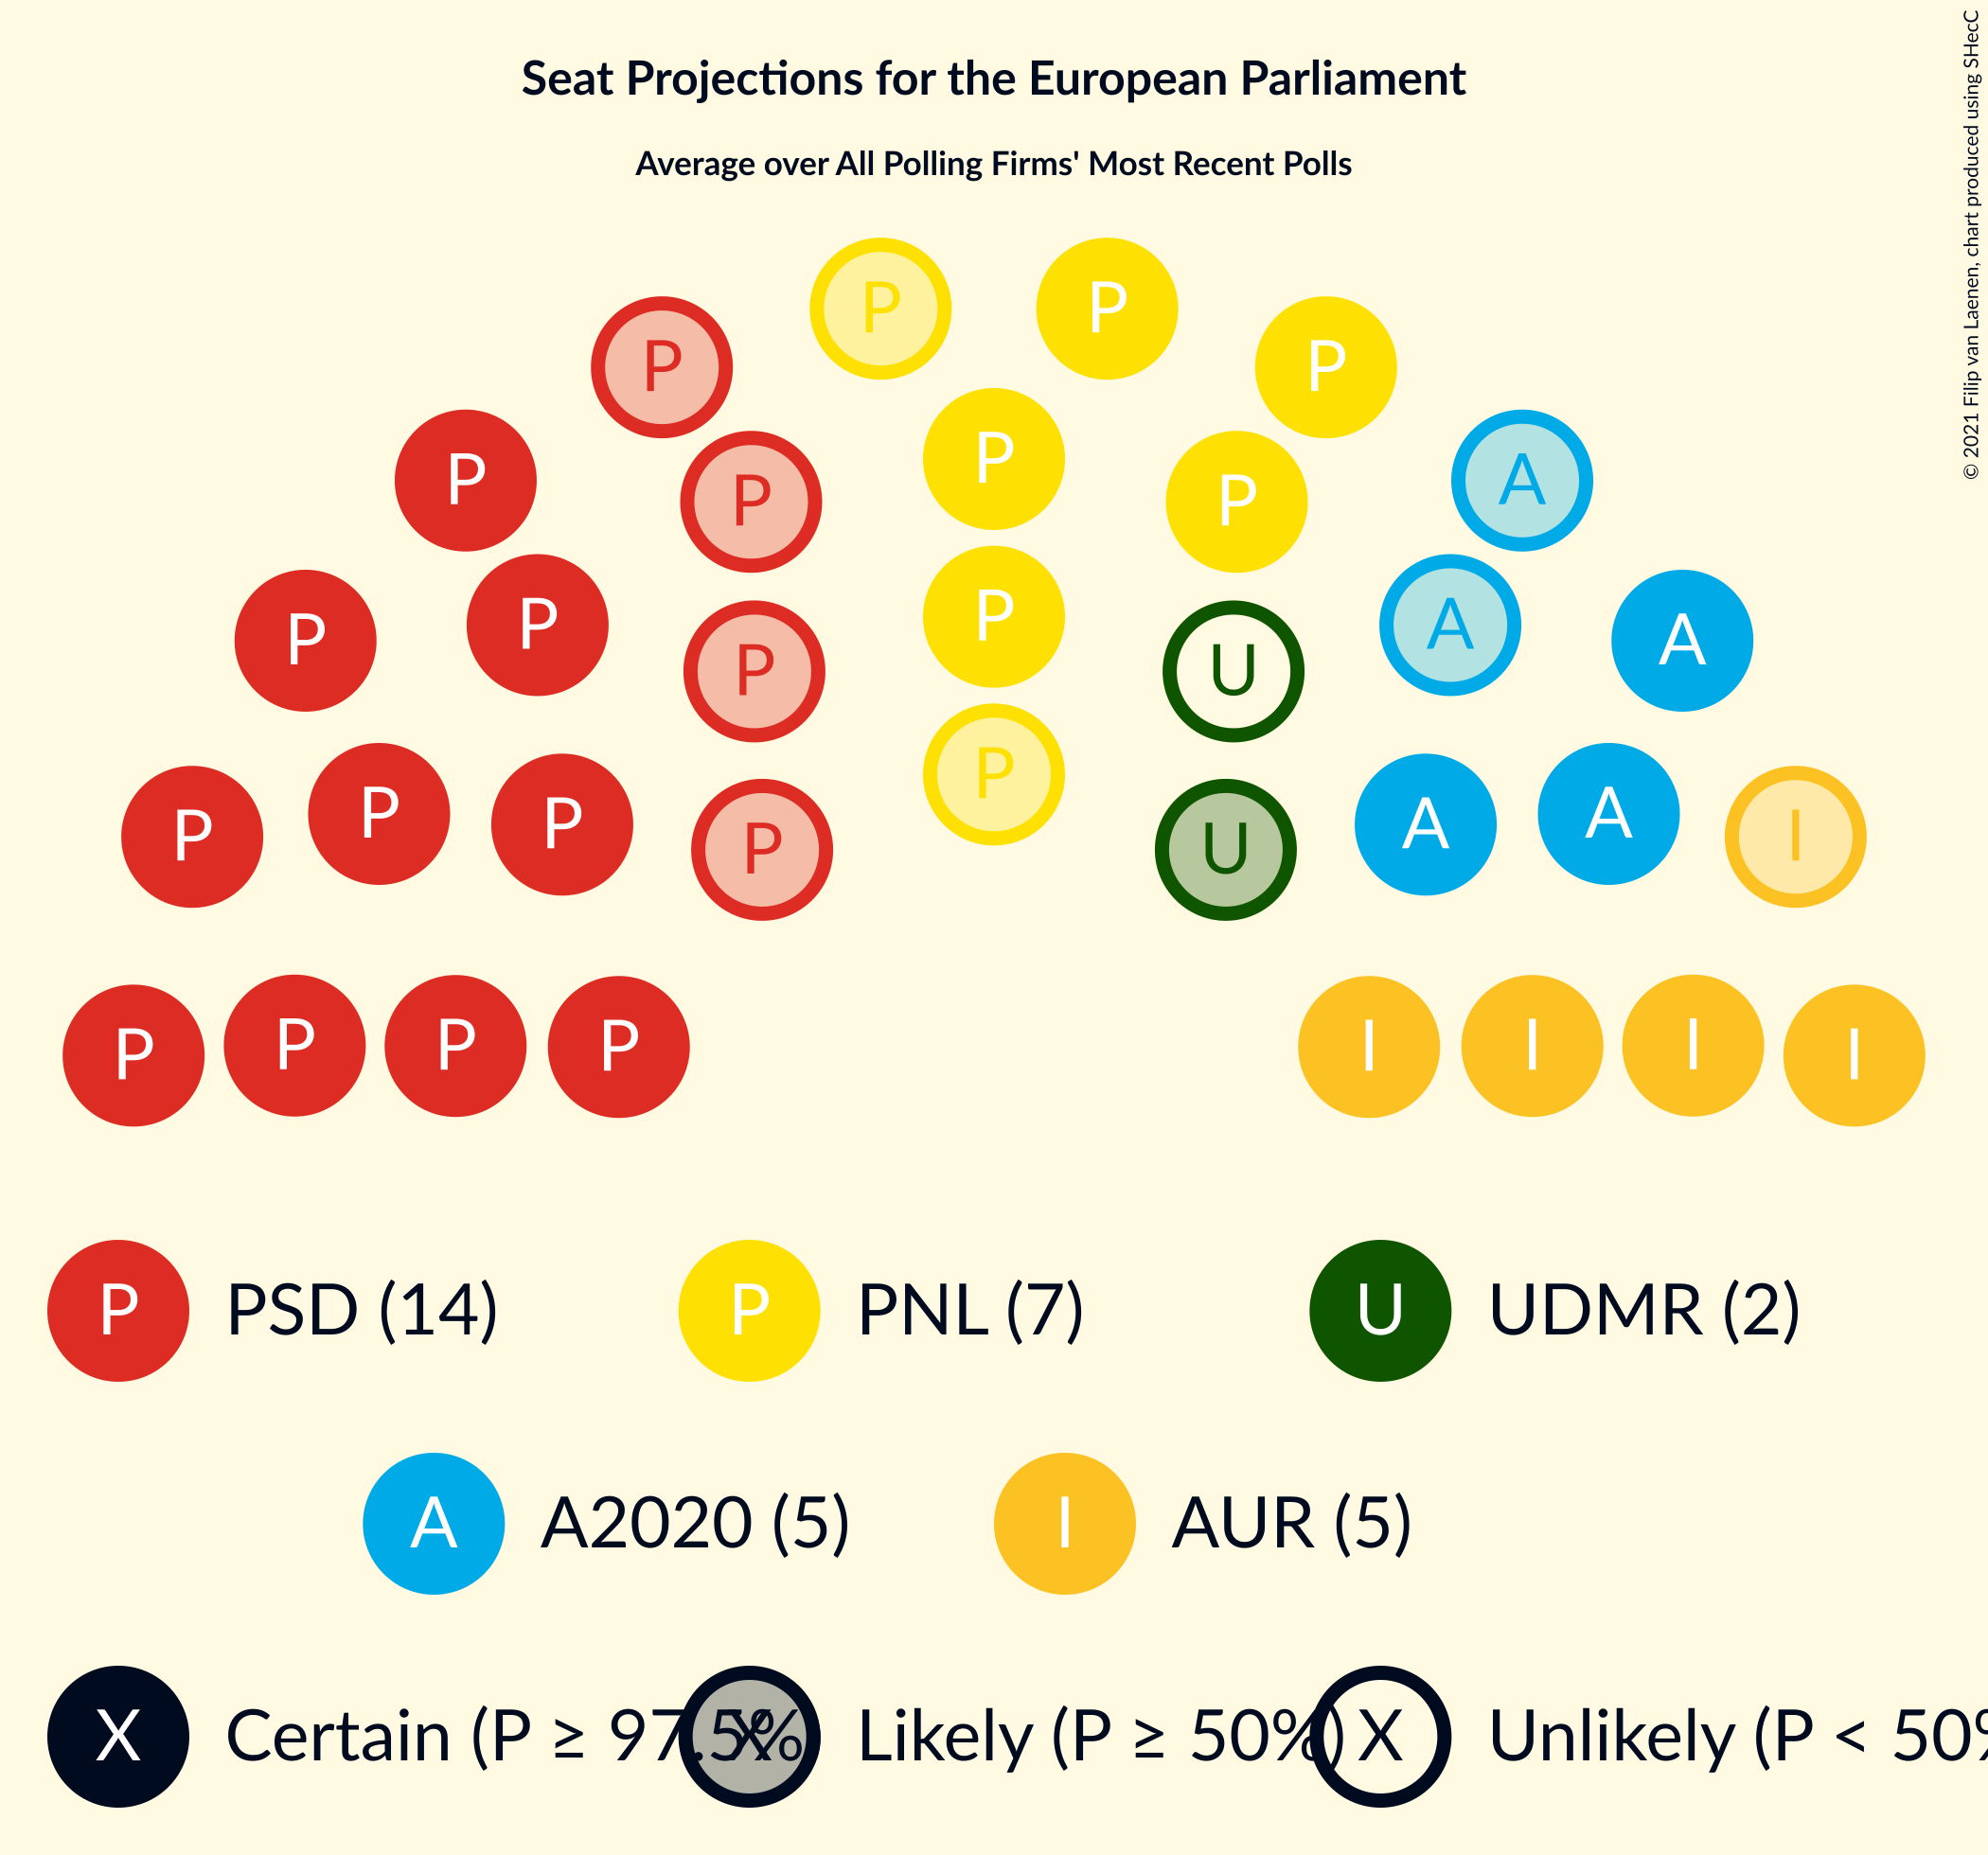 Seat Projections for the European Parliament
Average over All Polling Firms' Most Recent Polls
© 2021 Filip van Laenen, chart produced using SHecC
P P P
P P A
P P P P
P P A A
P P P U
P P P P U A A I
P P P P I I I I
P PSD (14) P PNL (7) U UDMR (2)
A A2020 (5) I AUR (5)
X Certain (P ≥ 97.5% X Likely (P ≥ 50%) X Unlikely (P < 50%